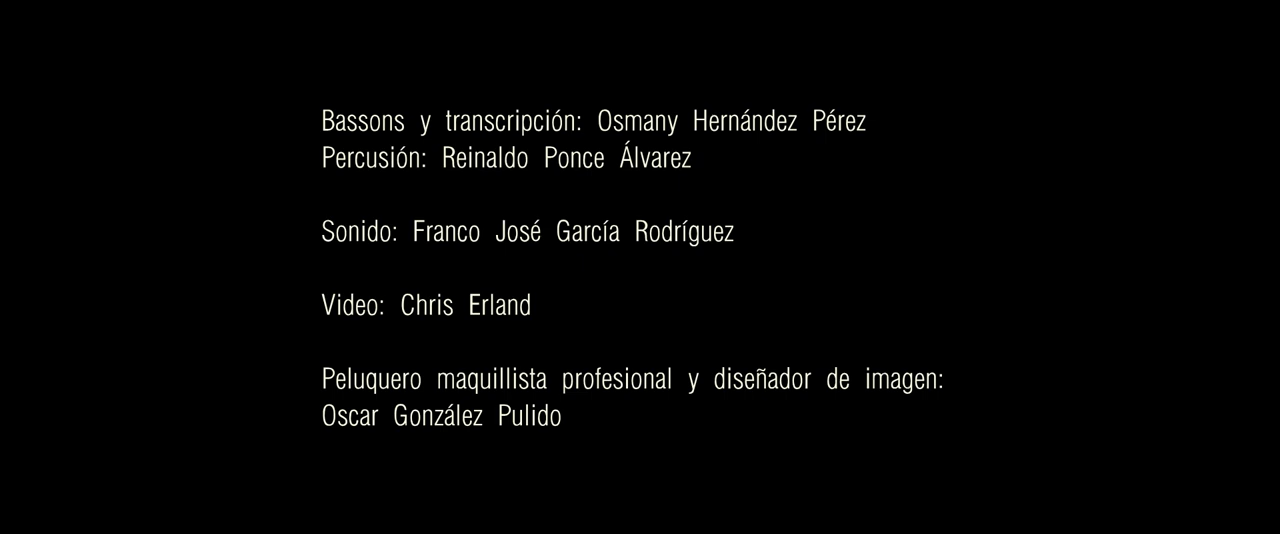 Bassons y transcripción: Osmany Hernández Pérez
Percusión: Reinaldo Ponce Álvarez
Sonido: Franco José García Rodríguez
Video: Chris Erland
Peluquero maquillista profesional y diseñador de imagen:
Oscar González Pulido